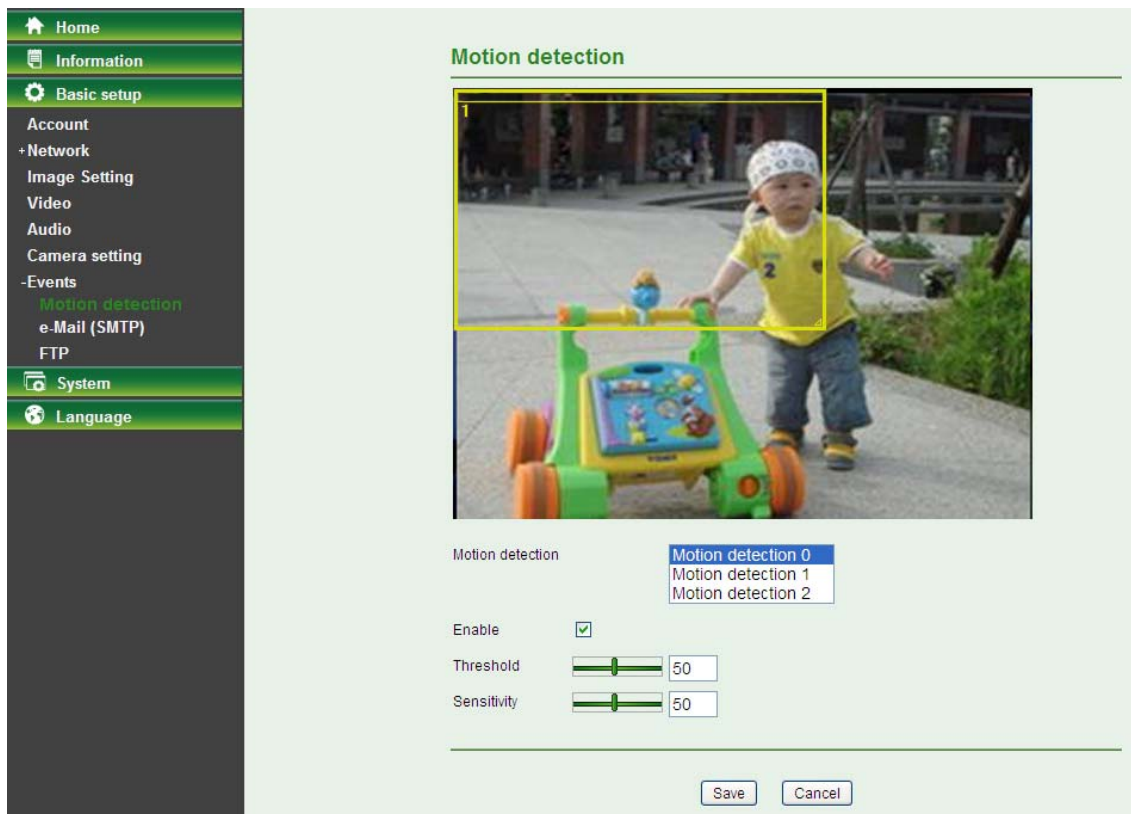 Home
Information
Basic setup
Account
+Network
Image Setting
Video
Audio
Camera setting
-Events
Motion detection
e-Mail (SMTP)
FTP
System
Language
Motion detection
1
2
Motion detection
Motion detection 0
Motion detection 1
Motion detection 2
Enable
Threshold
50
Sensitivity
50
Save
Cancel